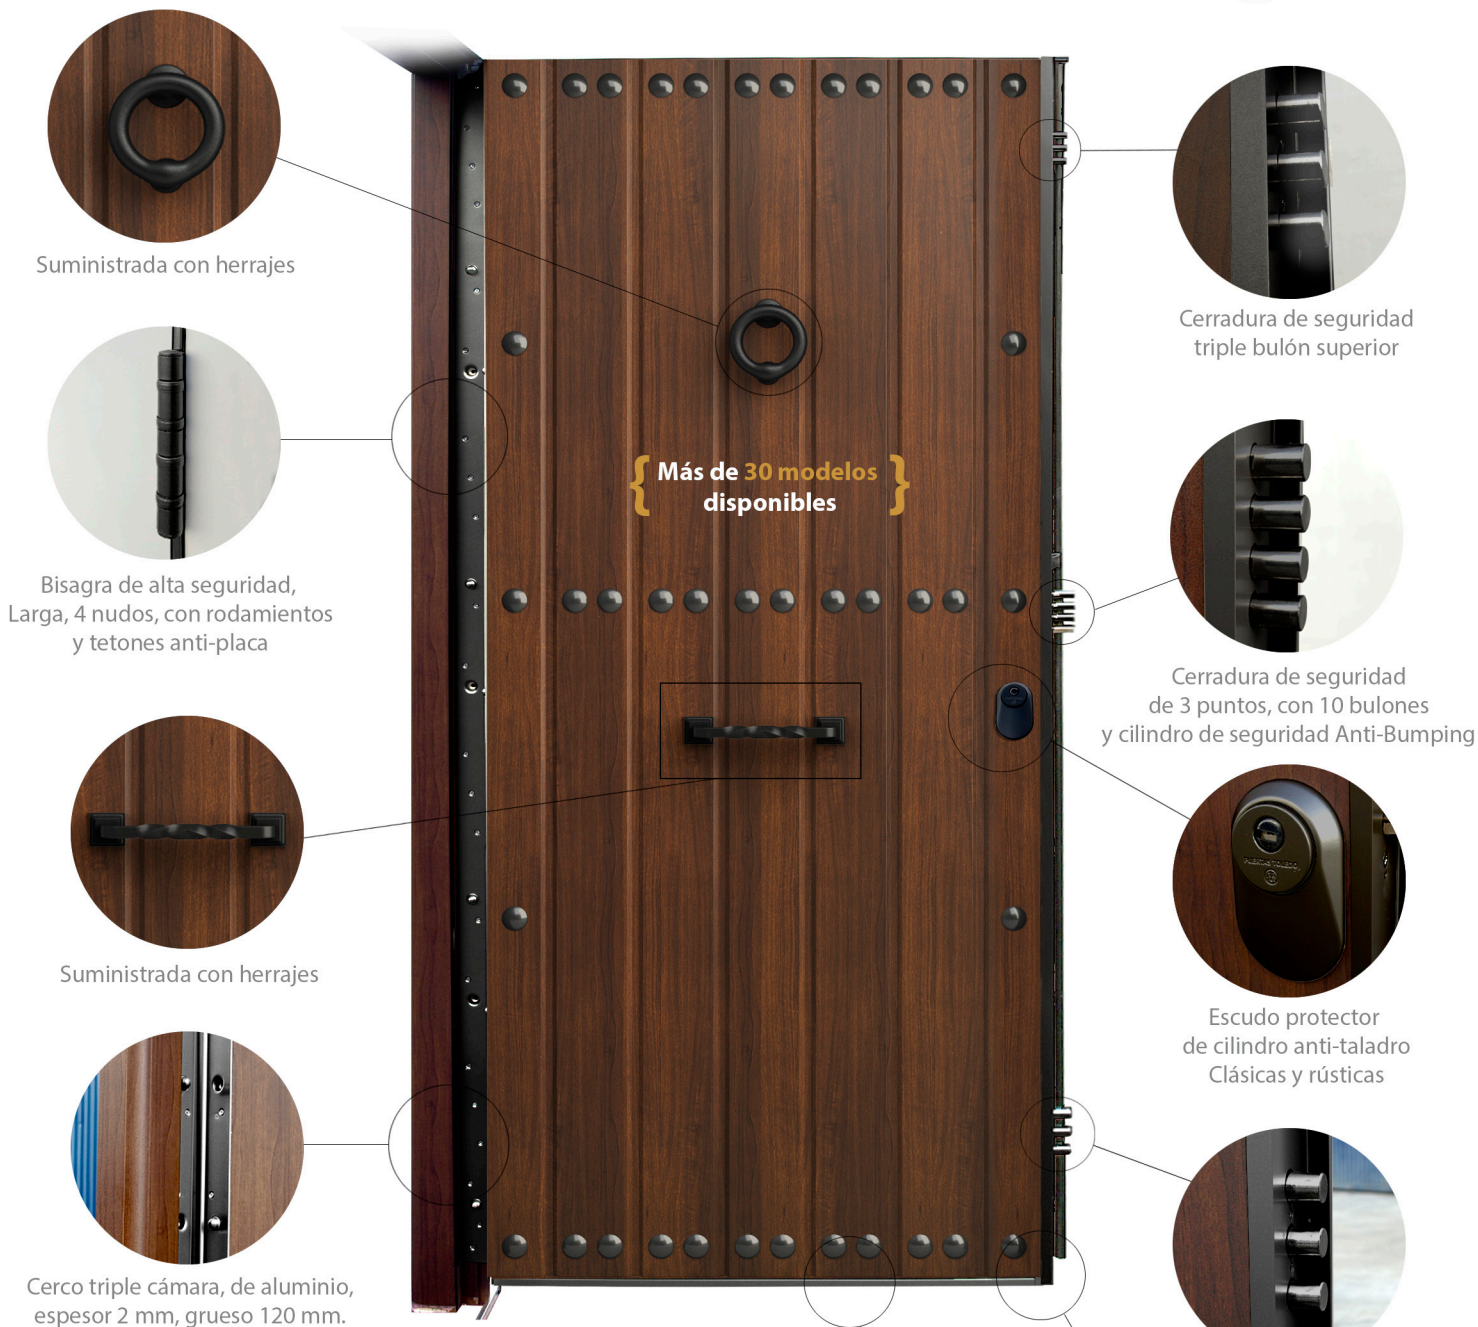 Suministrada con herrajes
Bisagra de alta seguridad,
Larga, 4 nudos, con rodamientos
y tetones anti-placa
Suministrada con herrajes
Cerco triple cámara, de aluminio,
espesor 2 mm, grueso 120 mm.
{ Más de 30 modelos }
disponibles
Cerradura de seguridad
triple bulón superior
Cerradura de seguridad
de 3 puntos, con 10 bulones
y cilindro de seguridad Anti-Bumping
PUERTAS TOLEDO
Escudo protector
de cilindro anti-taladro
Clásicas y rústicas